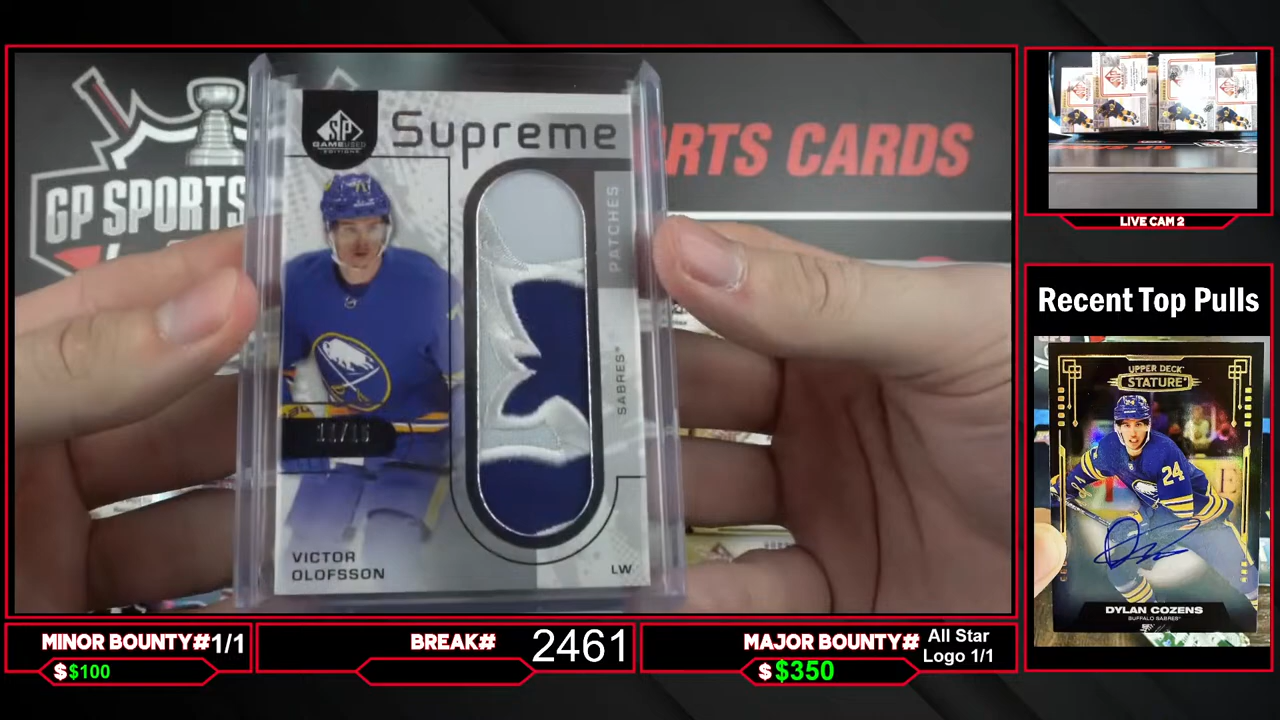 GP SPORTS
RTS CARDS
SP
GAME USED
EDITIONS
Supreme
PATCHES
SABRES
VICTOR
OLOFSSON
LW
LIVE CAM 2
Recent Top Pulls
UPPER DECK
STATURE
24
DYLAN COZENS
BUFFALO SABRES
MINOR BOUNTY# 1/1
$ $100
BREAK# 2461
MAJOR BOUNTY# All Star
Logo 1/1
$ $350